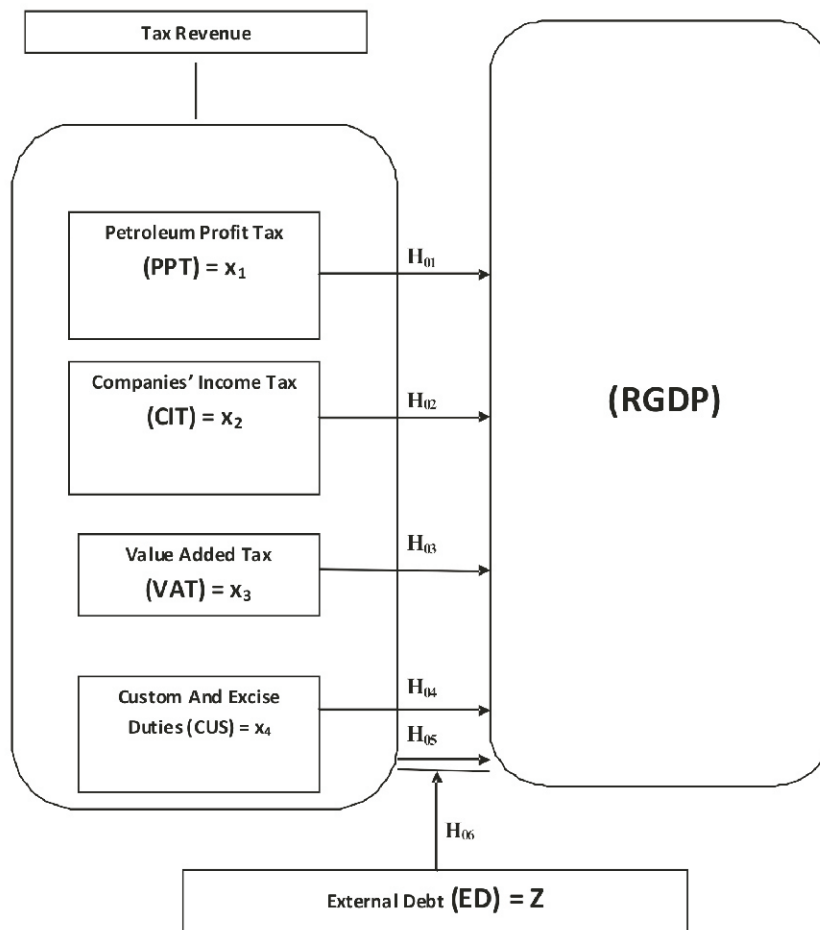 Tax Revenue
Petroleum Profit Tax
(PPT) = x₁
H₀₁
Companies’ Income Tax
(CIT) = x₂
H₀₂
(RGDP)
Value Added Tax
(VAT) = x₃
H₀₃
Custom And Excise
Duties (CUS) = x₄
H₀₄
H₀₅
H₀₆
External Debt (ED) = Z